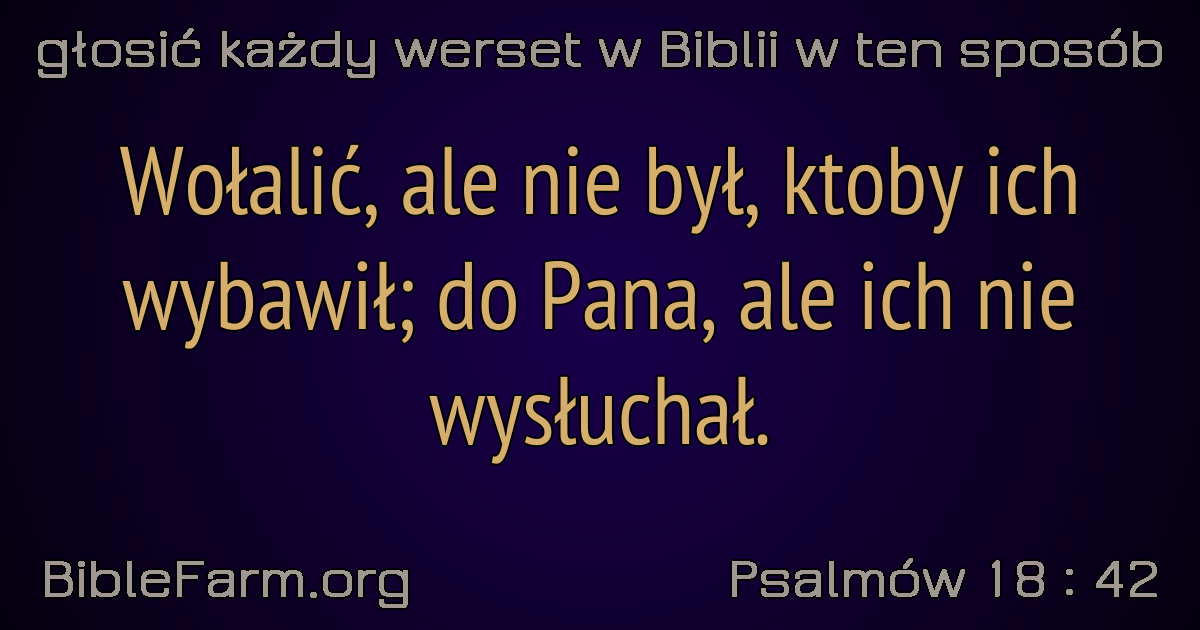 głosić każdy werset w Biblii w ten sposób
Wołalić, ale nie był, ktoby ich
wybawił; do Pana, ale ich nie
wysłuchał.
BibleFarm.org
Psalmów 18 : 42